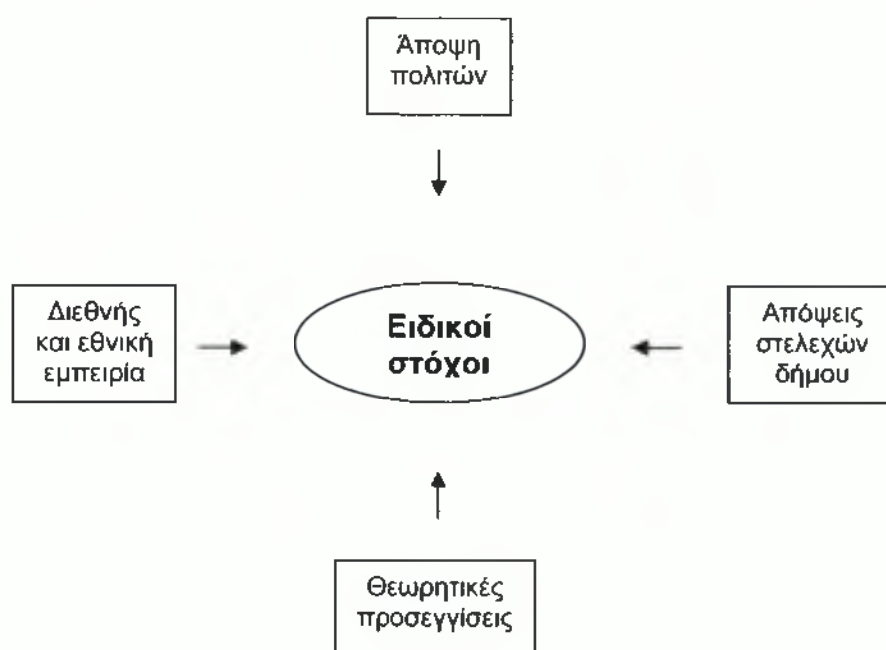 Άποψη
πολιτών
Διεθνής
και εθνική
εμπειρία
Ειδικοί
στόχοι
Απόψεις
στελεχών
δήμου
Θεωρητικές
προσεγγίσεις